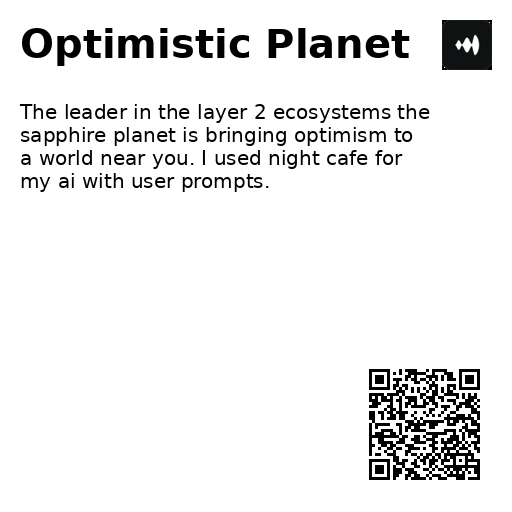 Optimistic Planet
The leader in the layer 2 ecosystems the
sapphire planet is bringing optimism to
a world near you. I used night cafe for
my ai with user prompts.